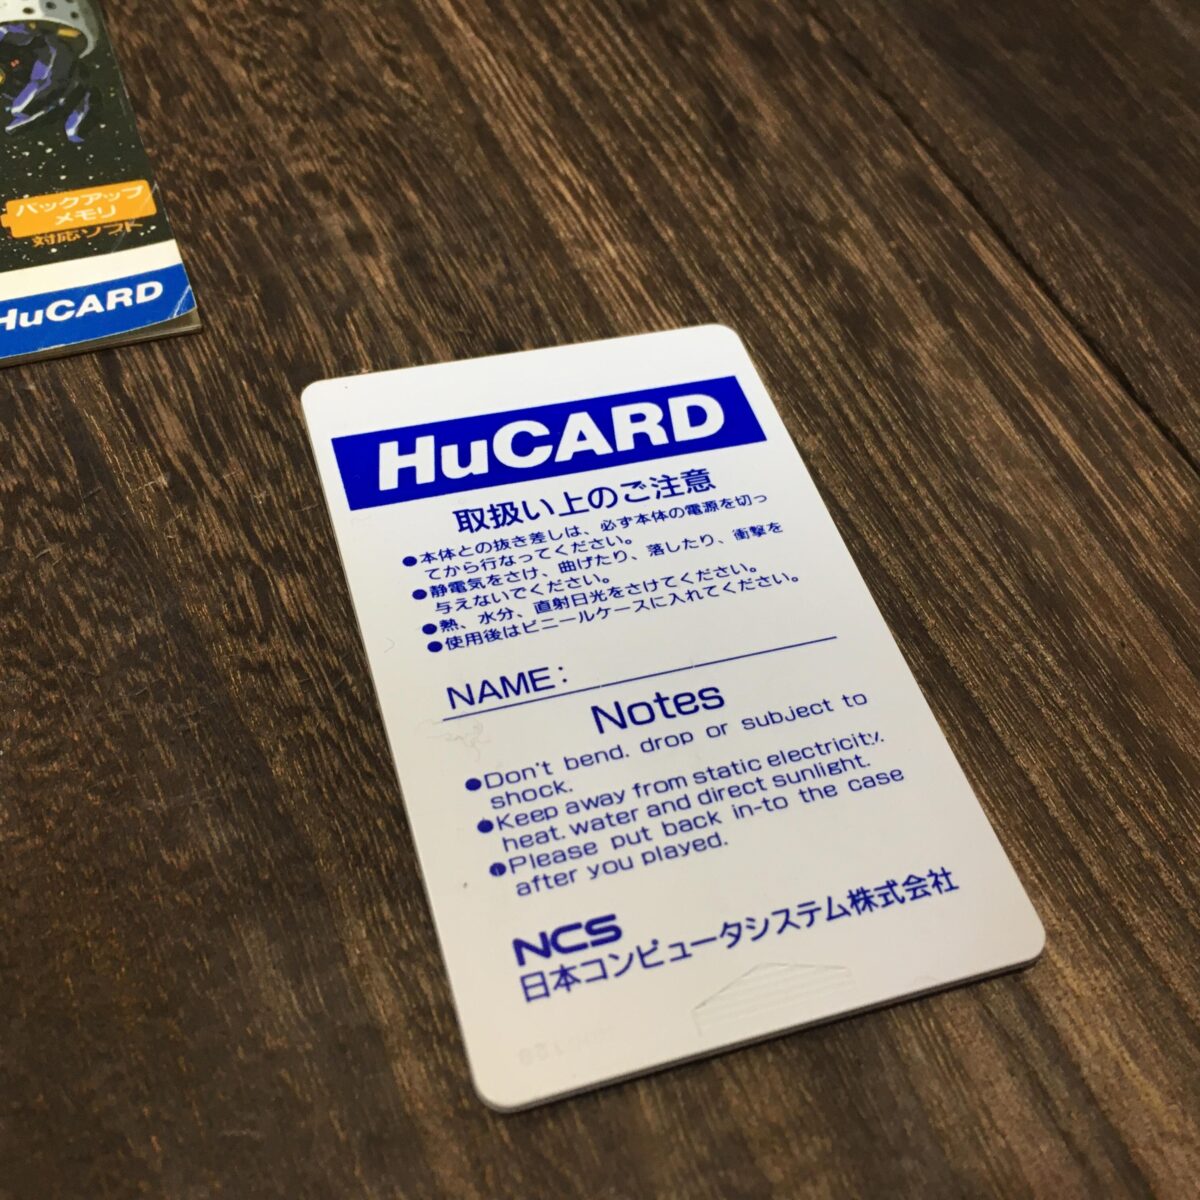 バックアップ
メモリ
対応ソフト
HuCARD
HuCARD
取扱い上のご注意
●本体との抜き差しは、必ず本体の電源を切っ
てから行なってください。
●静電気をさけ、曲げたり、落したり、衝撃を
与えないでください。
●熱、水分、直射日光をさけてください。
●使用後はビニールケースに入れてください。
NAME:
Notes
●Don't bend, drop or subject to
shock.
●Keep away from static electricity,
heat, water and direct sunlight.
●Please put back in-to the case
after you played.
NCS
日本コンピュータシステム株式会社